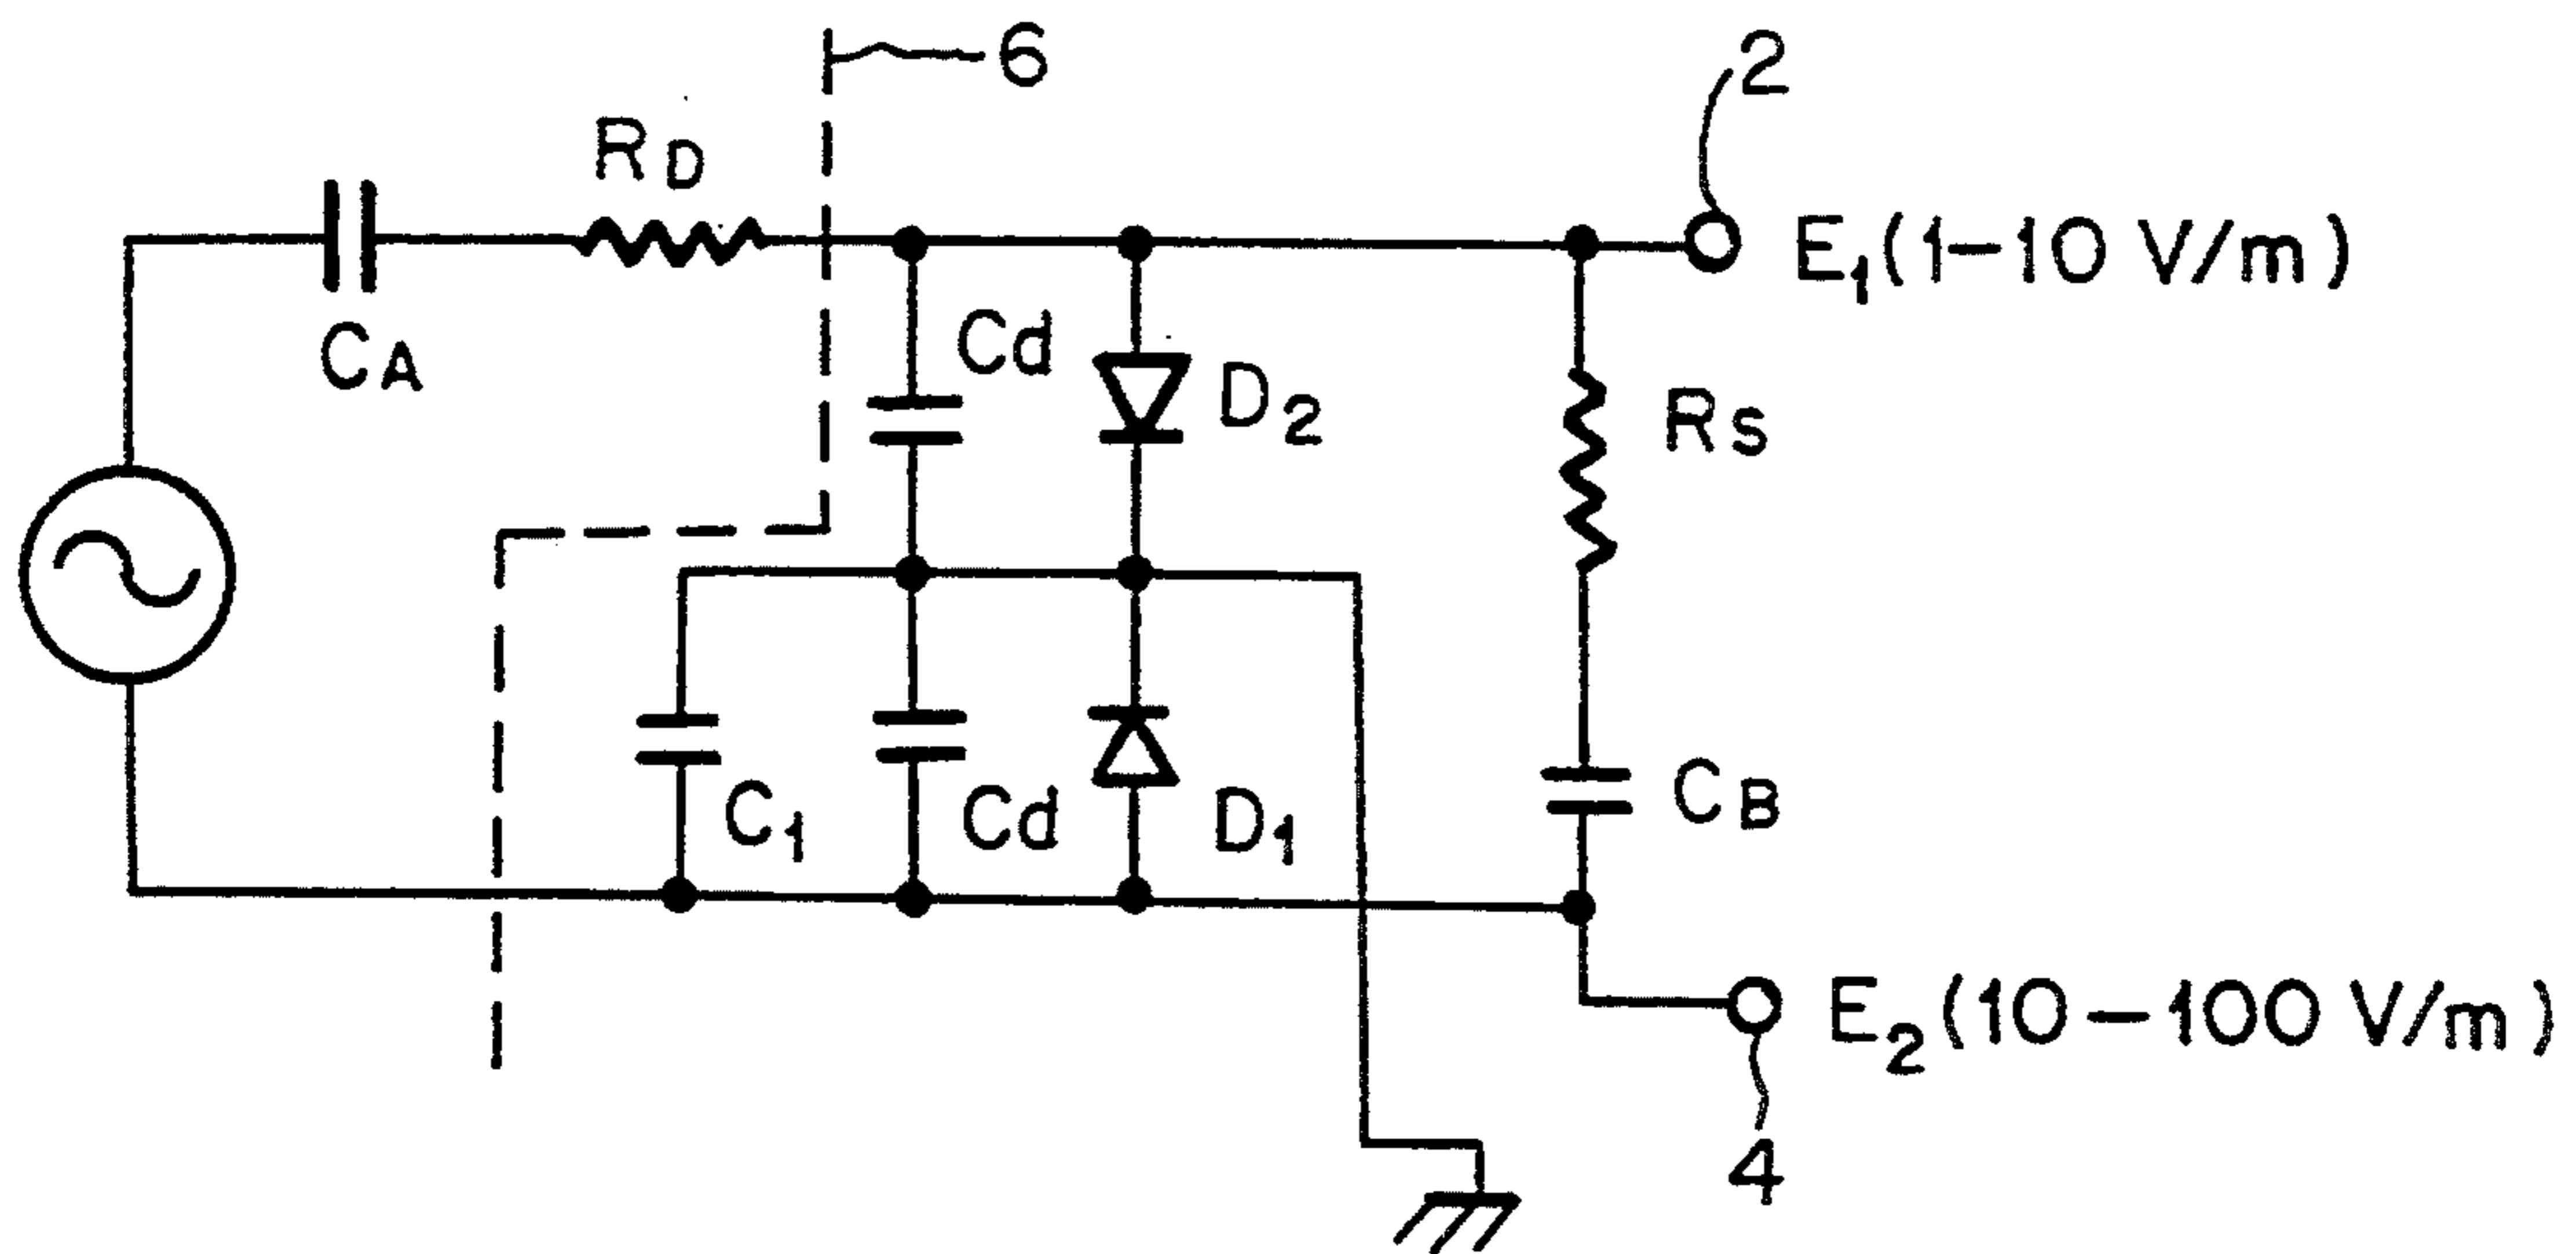 6
2
RD
E1(1-10 V/m)
CA
Cd
D2
RS
C1
Cd
D1
CB
E2(10-100 V/m)
4